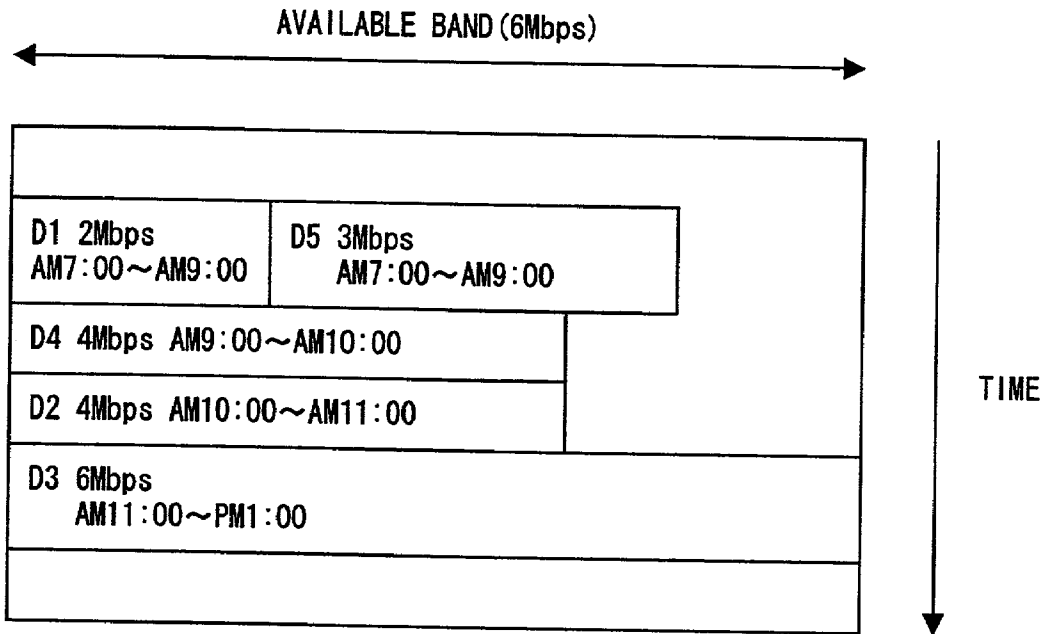 AVAILABLE BAND(6Mbps)
D1 2Mbps
AM7:00～AM9:00
D5 3Mbps
AM7:00～AM9:00
D4 4Mbps AM9:00～AM10:00
D2 4Mbps AM10:00～AM11:00
TIME
D3 6Mbps
AM11:00～PM1:00